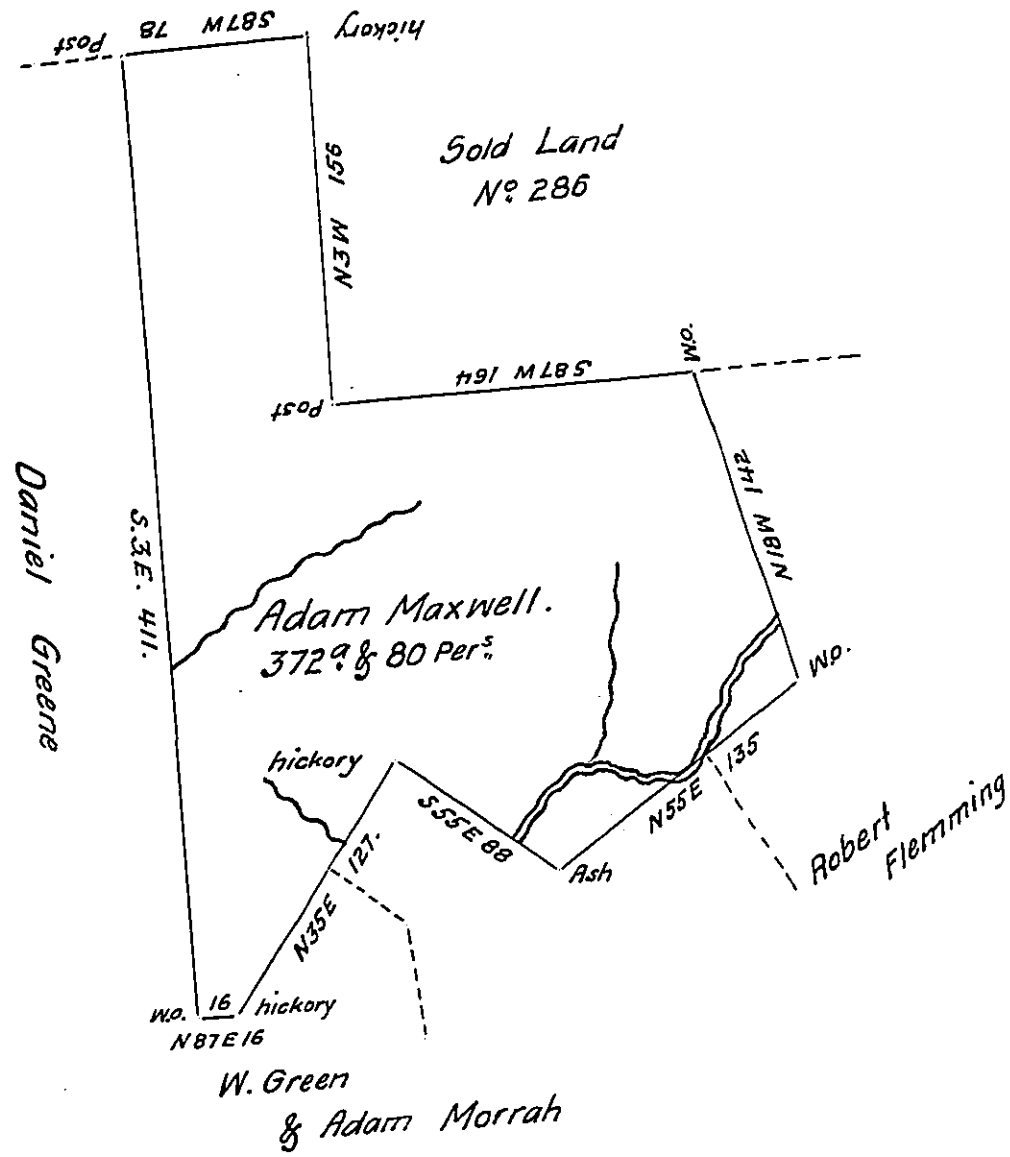 Post
S87W 78
hickory
N3W 156
Sold Land
No. 286
W.O.
S87W 164
Post
N18W 142
Daniel Greene
S.3.E. 411.
Adam Maxwell.
372a. & 80 Pers.
W.O.
135
N55E
Robert
Flemming
hickory
S55E 88
127.
Ash
N35E
W.O.
16
hickory
N87E16
W. Green
& Adam Morrah